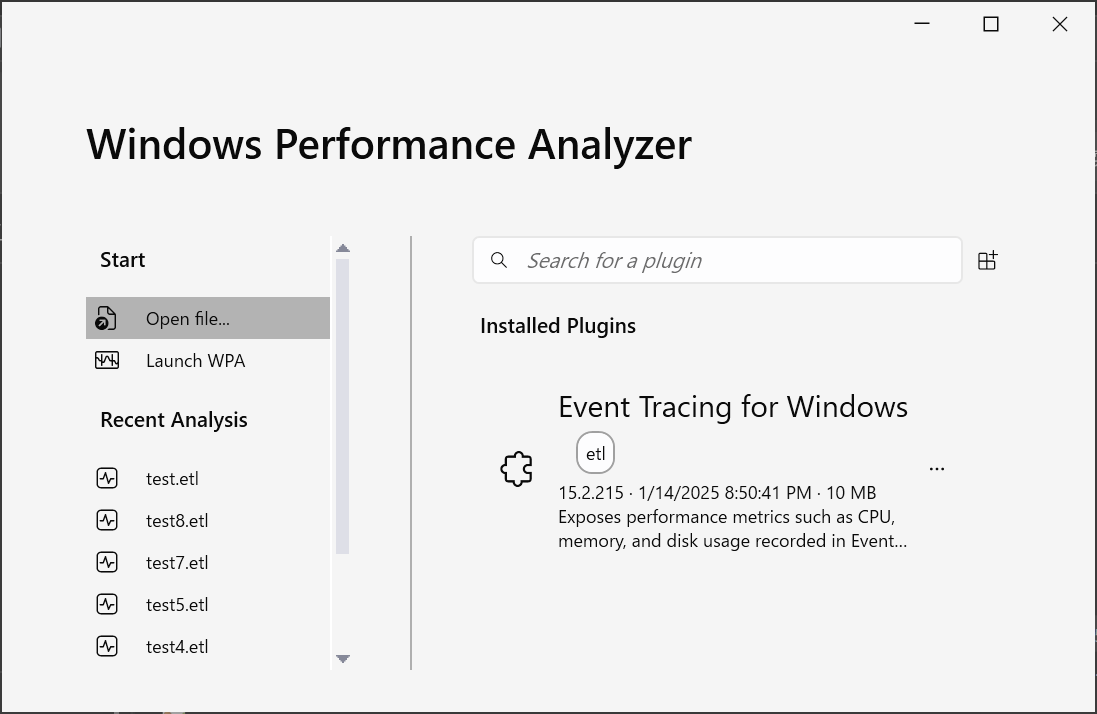 Windows Performance Analyzer
Start
Open file...
Launch WPA
Recent Analysis
test.etl
test8.etl
test7.etl
test5.etl
test4.etl
Search for a plugin
Installed Plugins
Event Tracing for Windows
etl
15.2.215 · 1/14/2025 8:50:41 PM · 10 MB
Exposes performance metrics such as CPU,
memory, and disk usage recorded in Event...
...